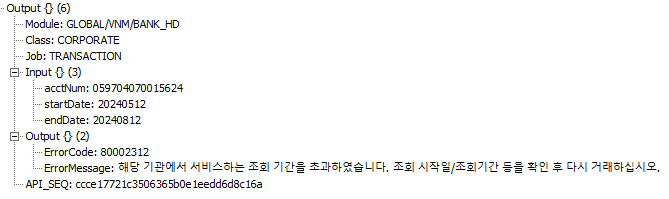 Output {} (6)
Module: GLOBAL/VNM/BANK_HD
Class: CORPORATE
Job: TRANSACTION
Input {} (3)
acctNum: 059704070015624
startDate: 20240512
endDate: 20240812
Output {} (2)
ErrorCode: 80002312
ErrorMessage: 해당 기관에서 서비스하는 조회 기간을 초과하였습니다. 조회 시작일/조회기간 등을 확인 후 다시 거래하십시오.
API_SEQ: ccce17721c3506365b0e1eedd6d8c16a